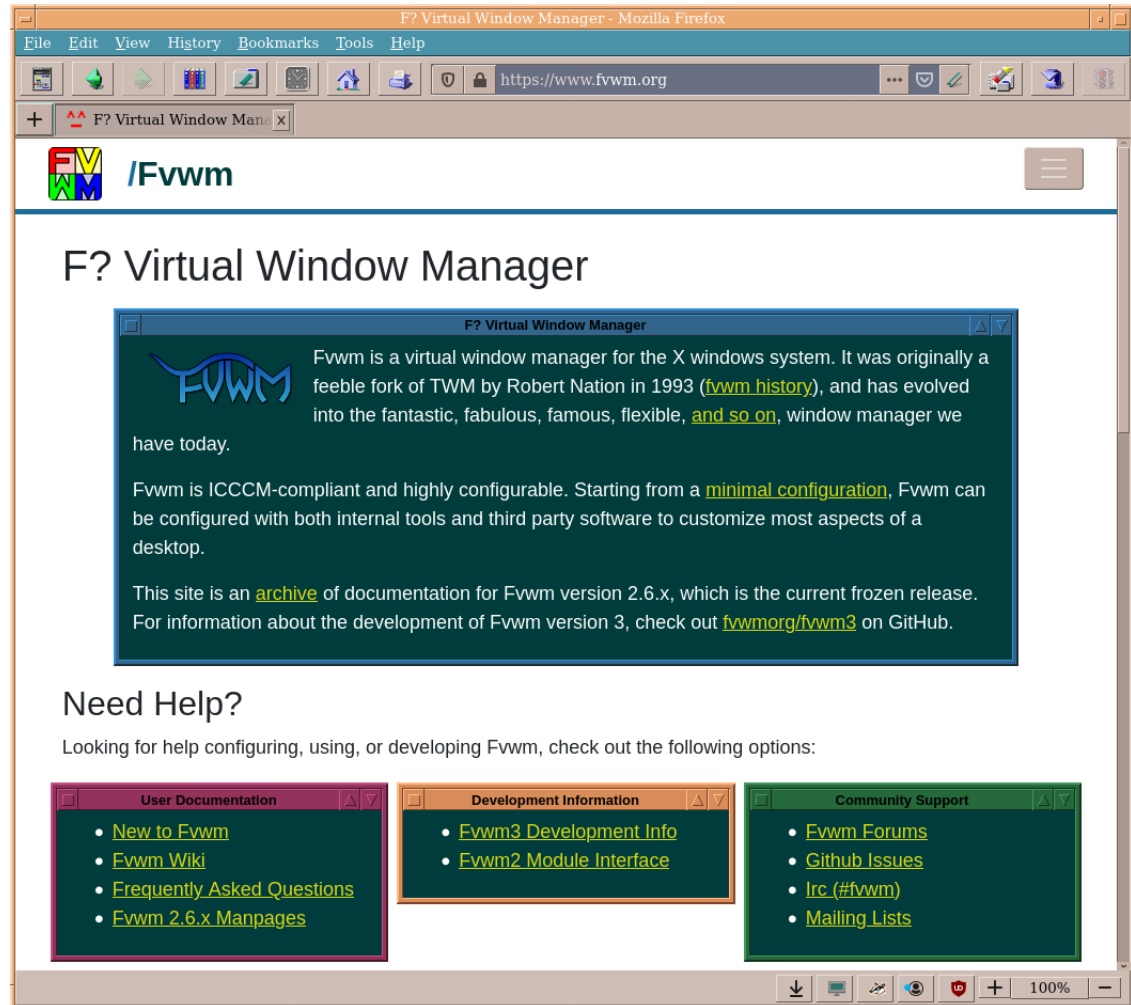 F? Virtual Window Manager - Mozilla Firefox
File Edit View History Bookmarks Tools Help
https://www.fvwm.org
F? Virtual Window Mana
FVWM
/Fvwm
F? Virtual Window Manager
F? Virtual Window Manager
FVWM
Fvwm is a virtual window manager for the X windows system. It was originally a
feeble fork of TWM by Robert Nation in 1993 (fvwm history), and has evolved
into the fantastic, fabulous, famous, flexible, and so on, window manager we
have today.
Fvwm is ICCCM-compliant and highly configurable. Starting from a minimal configuration, Fvwm can
be configured with both internal tools and third party software to customize most aspects of a
desktop.
This site is an archive of documentation for Fvwm version 2.6.x, which is the current frozen release.
For information about the development of Fvwm version 3, check out fvwmorg/fvwm3 on GitHub.
Need Help?
Looking for help configuring, using, or developing Fvwm, check out the following options:
User Documentation
New to Fvwm
Fvwm Wiki
Frequently Asked Questions
Fvwm 2.6.x Manpages
Development Information
Fvwm3 Development Info
Fvwm2 Module Interface
Community Support
Fvwm Forums
Github Issues
Irc (#fvwm)
Mailing Lists
100%